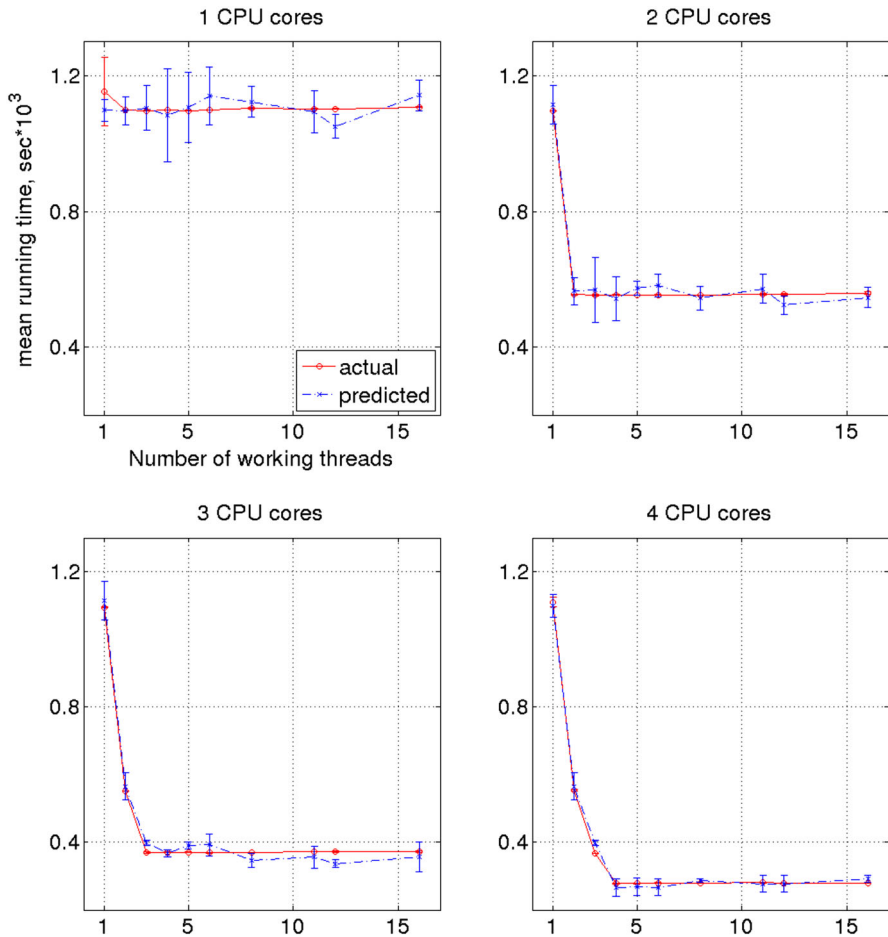 1 CPU cores
2 CPU cores
mean running time, sec*10^3
1.2
0.8
0.4
actual
predicted
1 5 10 15
Number of working threads
1.2
0.8
0.4
1 5 10 15
3 CPU cores
4 CPU cores
1.2
0.8
0.4
1 5 10 15
1.2
0.8
0.4
1 5 10 15